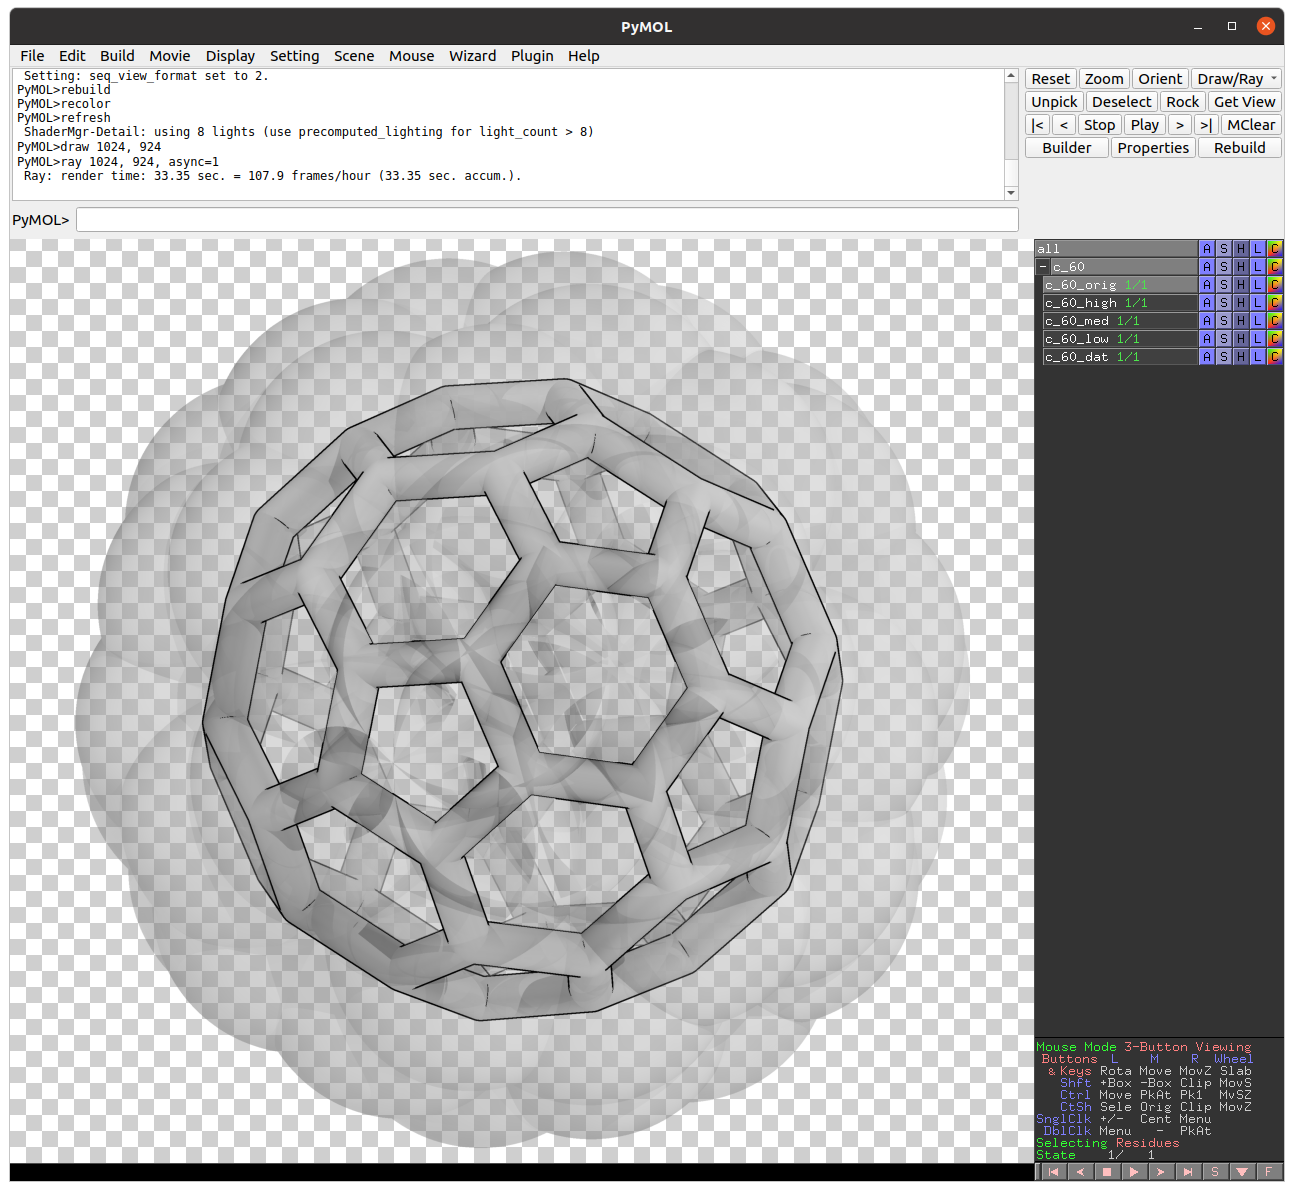 PyMOL
File Edit Build Movie Display Setting Scene Mouse Wizard Plugin Help
Setting: seq_view_format set to 2.
PyMOL>rebuild
PyMOL>recolor
PyMOL>refresh
ShaderMgr-Detail: using 8 lights (use precomputed_lighting for light_count > 8)
PyMOL>draw 1024, 924
PyMOL>ray 1024, 924, async=1
Ray: render time: 33.35 sec. = 107.9 frames/hour (33.35 sec. accum.).
PyMOL>
Reset Zoom Orient Draw/Ray
Unpick Deselect Rock Get View
|< < Stop Play > >| MClear
Builder Properties Rebuild
all A S H L C
- c_60 A S H L C
c_60_orig 1/1 A S H L C
c_60_high 1/1 A S H L C
c_60_med 1/1 A S H L C
c_60_low 1/1 A S H L C
c_60_dat 1/1 A S H L C
Mouse Mode 3-Button Viewing
Buttons L M R Wheel
& Keys Rota Move MovZ Slab
Shft +Box -Box Clip MovS
Ctrl Move PkAt Pk1 MvSZ
CtSh Sele Orig Clip MovZ
SnglClk +/- Cent Menu
DblClk Menu - PkAt
Selecting Residues
State 1/ 1
S F